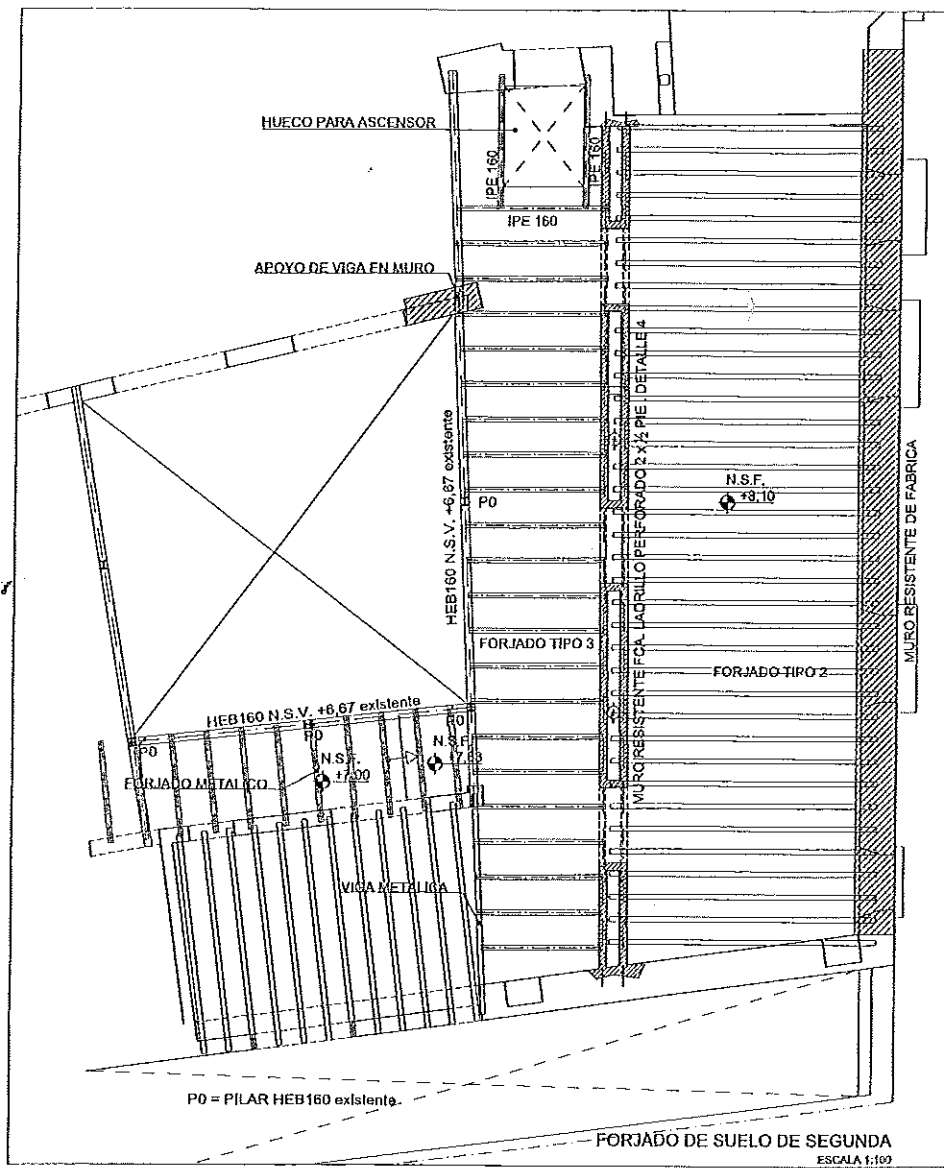 HUECO PARA ASCENSOR
IPE 160
IPE 160
IPE 160
APOYO DE VIGA EN MURO
HEB160 N.S.V. +6,67 existente
P0
MURO RESISTENTE FCA. LADRILLO PERFORADO 2 x ½ PIE. DETALLE 4
N.S.F.
+8,10
MURO RESISTENTE DE FABRICA
FORJADO TIPO 3
FORJADO TIPO 2
HEB160 N.S.V. +6,67 existente
P0
P0
P0
N.S.F.
N.S.F.
+7,00
FORJADO METALICO
VIGA METALICA
P0 = PILAR HEB160 existente
FORJADO DE SUELO DE SEGUNDA
ESCALA 1:100